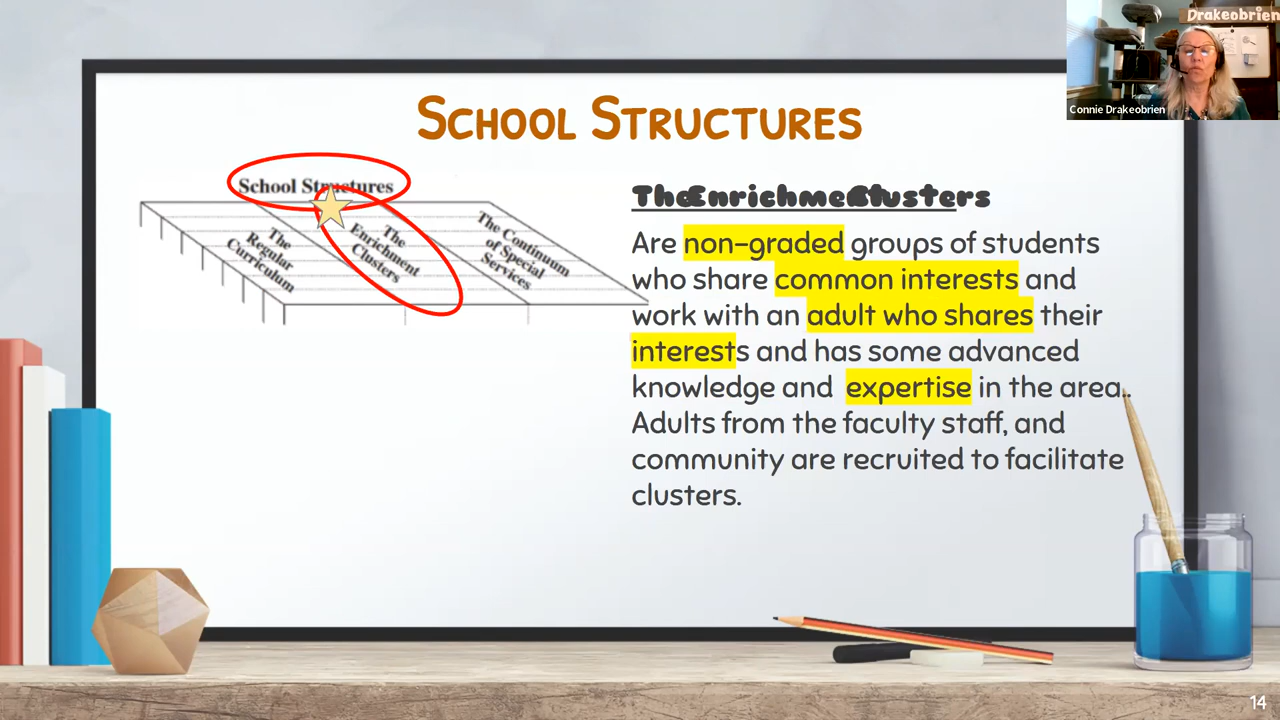 Drakeobrien
Connie Drakeobrien
School Structures
School Structures
The
Regular
Curriculum
The
Enrichment
Clusters
The Continuum
of Special
Services
The Enrichment Clusters
Are non-graded groups of students
who share common interests and
work with an adult who shares their
interests and has some advanced
knowledge and expertise in the area..
Adults from the faculty staff, and
community are recruited to facilitate
clusters.
14